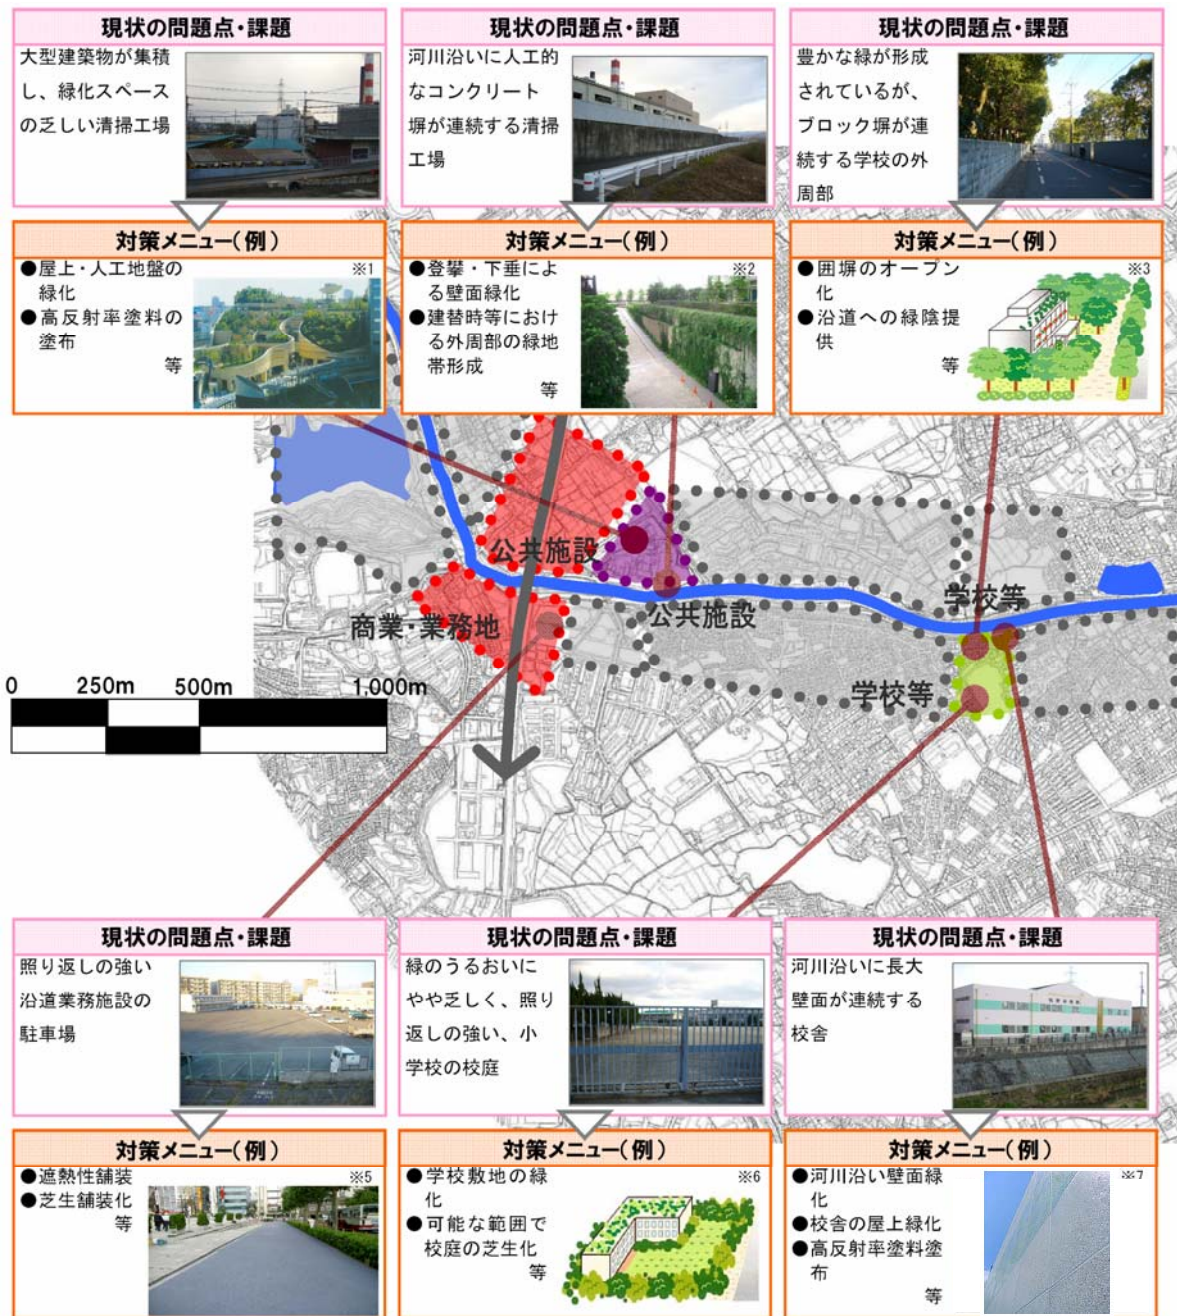 現状の問題点・課題
大型建築物が集積
し、緑化スペース
の乏しい清掃工場
現状の問題点・課題
河川沿いに人工的
なコンクリート
塀が連続する清掃
工場
現状の問題点・課題
豊かな緑が形成
されているが、
ブロック塀が連
続する学校の外
周部
対策メニュー(例)
●屋上・人工地盤の
緑化
●高反射率塗料の
塗布
等
※1
対策メニュー(例)
●登攀・下垂によ
る壁面緑化
●建替時等におけ
る外周部の緑地
帯形成
等
※2
対策メニュー(例)
●囲塀のオープン
化
●沿道への緑陰提
供
等
※3
公共施設
公共施設
商業・業務地
学校等
学校等
0 250m 500m 1,000m
現状の問題点・課題
照り返しの強い
沿道業務施設の
駐車場
現状の問題点・課題
緑のうるおいに
やや乏しく、照り
返しの強い、小
学校の校庭
現状の問題点・課題
河川沿いに長大
壁面が連続する
校舎
対策メニュー(例)
●遮熱性舗装
●芝生舗装化
等
※5
対策メニュー(例)
●学校敷地の緑
化
●可能な範囲で
校庭の芝生化
等
※6
対策メニュー(例)
●河川沿い壁面緑
化
●校舎の屋上緑化
●高反射率塗料塗
布
等
※7